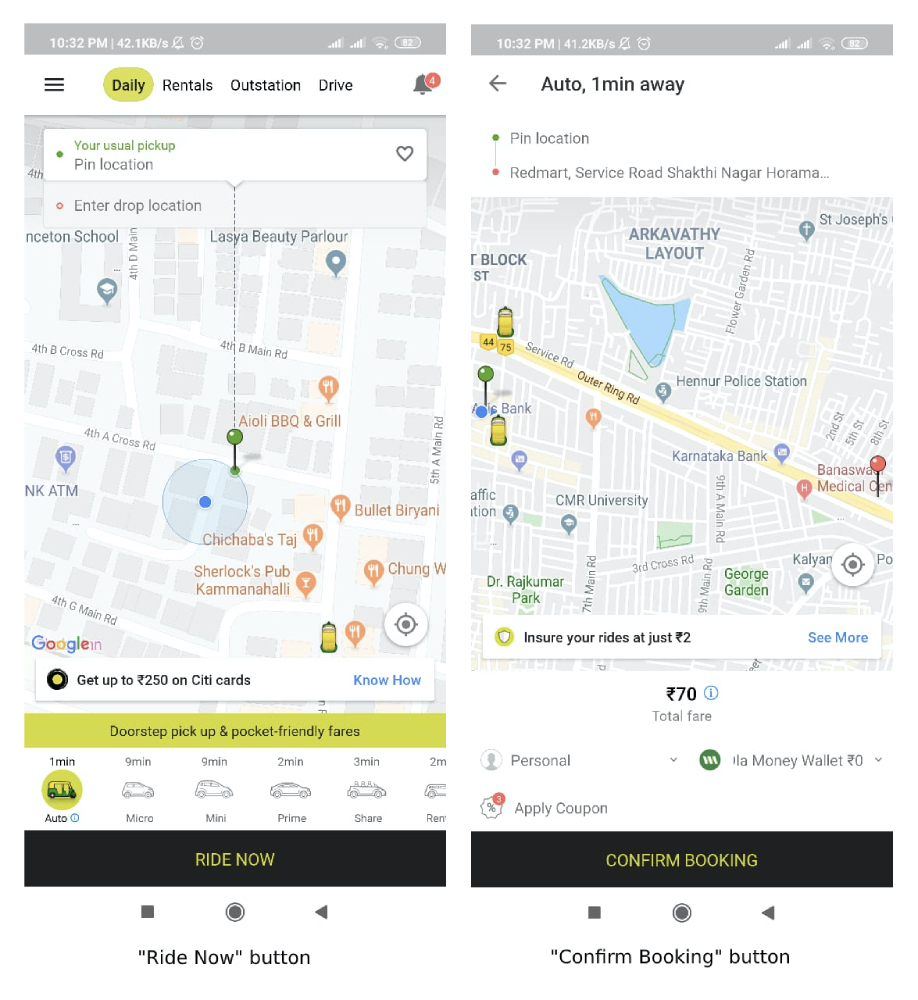 10:32 PM | 42.1KB/s
82
Daily Rentals Outstation Drive
4
Your usual pickup
Pin location
Enter drop location
4th
nceton School
4th D Main
Lasya Beauty Parlour
...
4th B Cross Rd
4th B Main Rd
Aioli BBQ & Grill
4th A Cross Rd
5th A Main Rd
NK ATM
Bullet Biryani
Chichaba's Taj
Sherlock's Pub
Kammanahalli
Chung W
4th G Main Rd
Google
in
Get up to ₹250 on Citi cards
Know How
Doorstep pick up & pocket-friendly fares
1min 9min 9min 2min 3min 2m
Auto Micro Mini Prime Share Ren
RIDE NOW
"Ride Now" button
10:32 PM | 41.2KB/s
82
Auto, 1min away
Pin location
Redmart, Service Road Shakthi Nagar Horama...
St Joseph's
ARKAVATHY
LAYOUT
T BLOCK
ST
Flower Garden Rd
44 75
Service Rd
Outer Ring Rd
Hennur Police Station
Bank
2nd St
5th St
8th St
Karnataka Bank
Banaswa
Medical Cen
affic
tation
CMR University
9th A Main Rd
...
3rd Cross Rd
Kalyan
Po
Dr. Rajkumar
Park
7th Main Rd
9th Main Rd
George
Garden
Insure your rides at just ₹2
See More
₹70
Total fare
Personal
la Money Wallet ₹0
%
3
Apply Coupon
CONFIRM BOOKING
"Confirm Booking" button